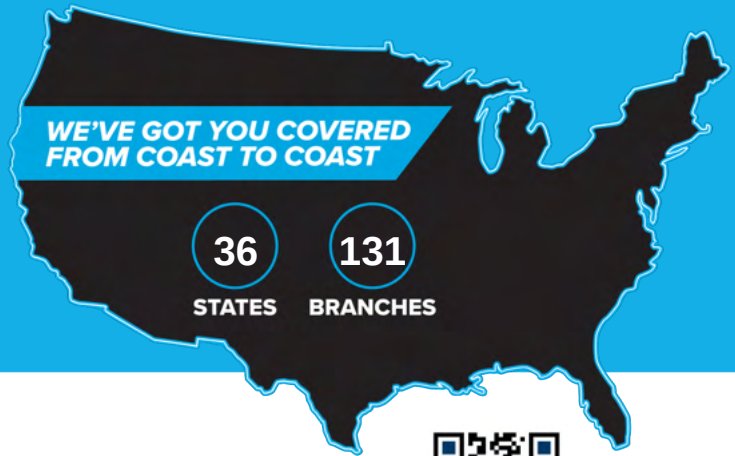 WE'VE GOT YOU COVERED
FROM COAST TO COAST
36 131
STATES BRANCHES